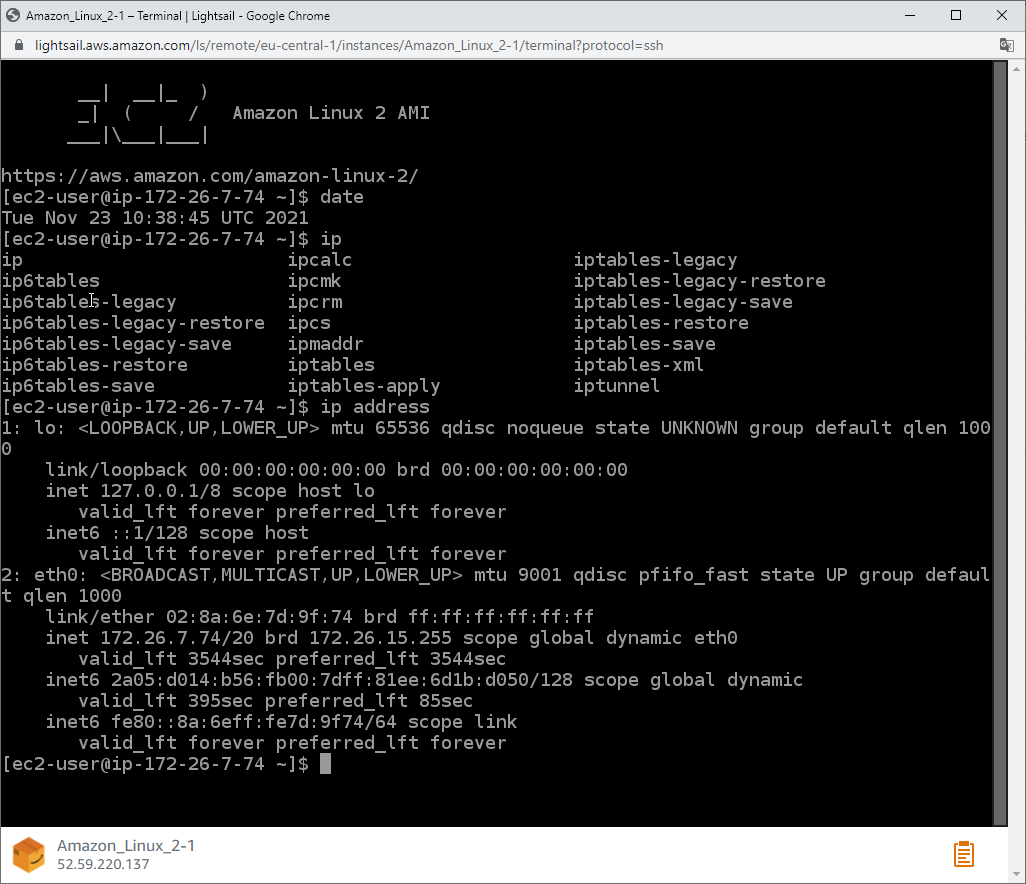 Amazon_Linux_2-1 – Terminal | Lightsail - Google Chrome
lightsail.aws.amazon.com/ls/remote/eu-central-1/instances/Amazon_Linux_2-1/terminal?protocol=ssh
       __|  __|_  )
       _|  (     /   Amazon Linux 2 AMI
      ___|\___|___|
https://aws.amazon.com/amazon-linux-2/
[ec2-user@ip-172-26-7-74 ~]$ date
Tue Nov 23 10:38:45 UTC 2021
[ec2-user@ip-172-26-7-74 ~]$ ip
ip                        ipcalc                    iptables-legacy
ip6tables                 ipcmk                     iptables-legacy-restore
ip6tables-legacy          ipcrm                     iptables-legacy-save
ip6tables-legacy-restore  ipcs                      iptables-restore
ip6tables-legacy-save     ipmaddr                   iptables-save
ip6tables-restore         iptables                  iptables-xml
ip6tables-save            iptables-apply            iptunnel
[ec2-user@ip-172-26-7-74 ~]$ ip address
1: lo: <LOOPBACK,UP,LOWER_UP> mtu 65536 qdisc noqueue state UNKNOWN group default qlen 100
0
    link/loopback 00:00:00:00:00:00 brd 00:00:00:00:00:00
    inet 127.0.0.1/8 scope host lo
       valid_lft forever preferred_lft forever
    inet6 ::1/128 scope host
       valid_lft forever preferred_lft forever
2: eth0: <BROADCAST,MULTICAST,UP,LOWER_UP> mtu 9001 qdisc pfifo_fast state UP group defaul
t qlen 1000
    link/ether 02:8a:6e:7d:9f:74 brd ff:ff:ff:ff:ff:ff
    inet 172.26.7.74/20 brd 172.26.15.255 scope global dynamic eth0
       valid_lft 3544sec preferred_lft 3544sec
    inet6 2a05:d014:b56:fb00:7dff:81ee:6d1b:d050/128 scope global dynamic
       valid_lft 395sec preferred_lft 85sec
    inet6 fe80::8a:6eff:fe7d:9f74/64 scope link
       valid_lft forever preferred_lft forever
[ec2-user@ip-172-26-7-74 ~]$
Amazon_Linux_2-1
52.59.220.137